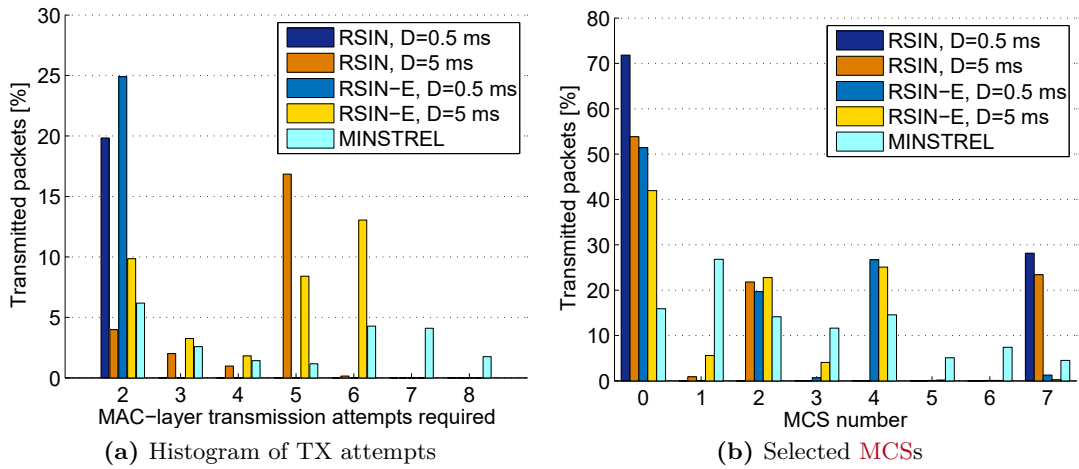 30
25
20
15
10
5
0
Transmitted packets [%]
RSIN, D=0.5 ms
RSIN, D=5 ms
RSIN−E, D=0.5 ms
RSIN−E, D=5 ms
MINSTREL
2 3 4 5 6 7 8
MAC−layer transmission attempts required
(a) Histogram of TX attempts
80
70
60
50
40
30
20
10
0
Transmitted packets [%]
RSIN, D=0.5 ms
RSIN, D=5 ms
RSIN−E, D=0.5 ms
RSIN−E, D=5 ms
MINSTREL
0 1 2 3 4 5 6 7
MCS number
(b) Selected MCSs